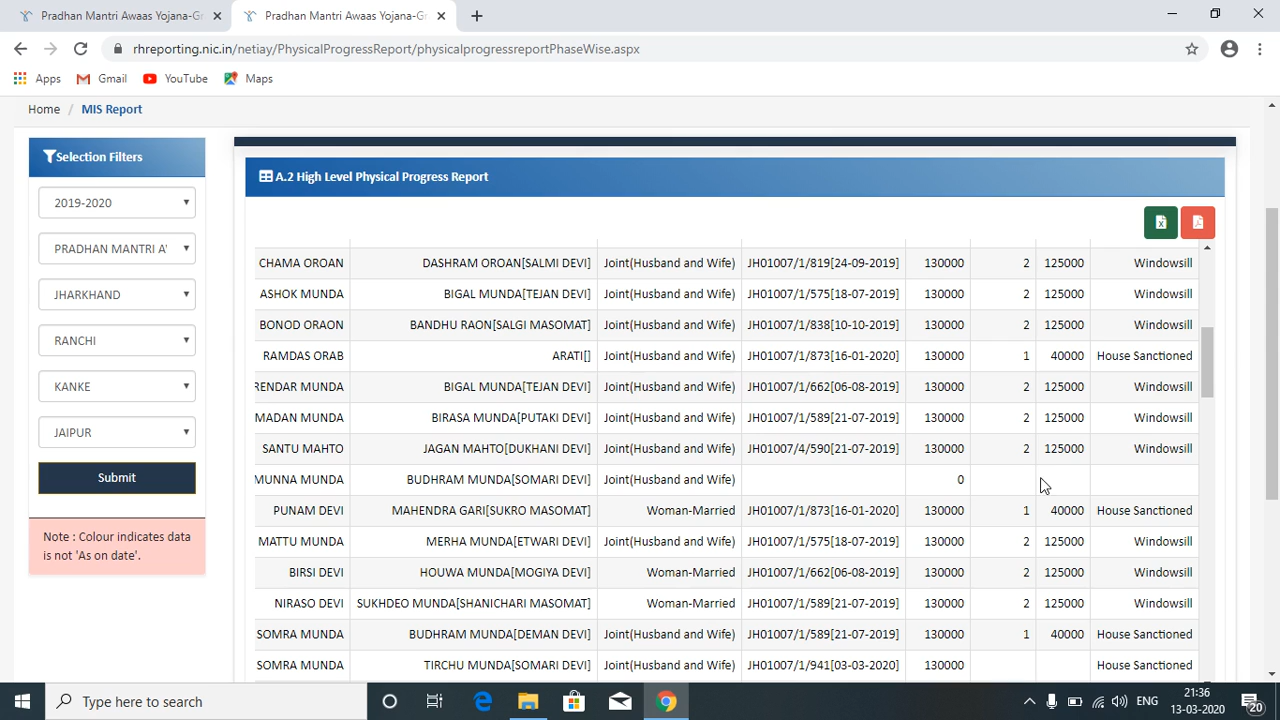 Pradhan Mantri Awaas Yojana-Gr
Pradhan Mantri Awaas Yojana-Gr
rhreporting.nic.in/netiay/PhysicalProgressReport/physicalprogressreportPhaseWise.aspx
Apps Gmail YouTube Maps
Home / MIS Report
Selection Filters
2019-2020
PRADHAN MANTRI A'
JHARKHAND
RANCHI
KANKE
JAIPUR
Submit
Note : Colour indicates data
is not 'As on date'.
A.2 High Level Physical Progress Report
CHAMA OROAN DASHRAM OROAN[SALMI DEVI] Joint(Husband and Wife) JH01007/1/819[24-09-2019] 130000 2 125000 Windowsill
ASHOK MUNDA BIGAL MUNDA[TEJAN DEVI] Joint(Husband and Wife) JH01007/1/575[18-07-2019] 130000 2 125000 Windowsill
BONOD ORAON BANDHU RAON[SALGI MASOMAT] Joint(Husband and Wife) JH01007/1/838[10-10-2019] 130000 2 125000 Windowsill
RAMDAS ORAB ARATI[] Joint(Husband and Wife) JH01007/1/873[16-01-2020] 130000 1 40000 House Sanctioned
RENDAR MUNDA BIGAL MUNDA[TEJAN DEVI] Joint(Husband and Wife) JH01007/1/662[06-08-2019] 130000 2 125000 Windowsill
MADAN MUNDA BIRASA MUNDA[PUTAKI DEVI] Joint(Husband and Wife) JH01007/1/589[21-07-2019] 130000 2 125000 Windowsill
SANTU MAHTO JAGAN MAHTO[DUKHANI DEVI] Joint(Husband and Wife) JH01007/4/590[21-07-2019] 130000 2 125000 Windowsill
MUNNA MUNDA BUDHRAM MUNDA[SOMARI DEVI] Joint(Husband and Wife) 0
PUNAM DEVI MAHENDRA GARI[SUKRO MASOMAT] Woman-Married JH01007/1/873[16-01-2020] 130000 1 40000 House Sanctioned
MATTU MUNDA MERHA MUNDA[ETWARI DEVI] Joint(Husband and Wife) JH01007/1/575[18-07-2019] 130000 2 125000 Windowsill
BIRSI DEVI HOUWA MUNDA[MOGIYA DEVI] Woman-Married JH01007/1/662[06-08-2019] 130000 2 125000 Windowsill
NIRASO DEVI SUKHDEO MUNDA[SHANICHARI MASOMAT] Woman-Married JH01007/1/589[21-07-2019] 130000 2 125000 Windowsill
SOMRA MUNDA BUDHRAM MUNDA[DEMAN DEVI] Joint(Husband and Wife) JH01007/1/589[21-07-2019] 130000 1 40000 House Sanctioned
SOMRA MUNDA TIRCHU MUNDA[SOMARI DEVI] Joint(Husband and Wife) JH01007/1/941[03-03-2020] 130000 House Sanctioned
Type here to search
ENG
21:36
13-03-2020
20